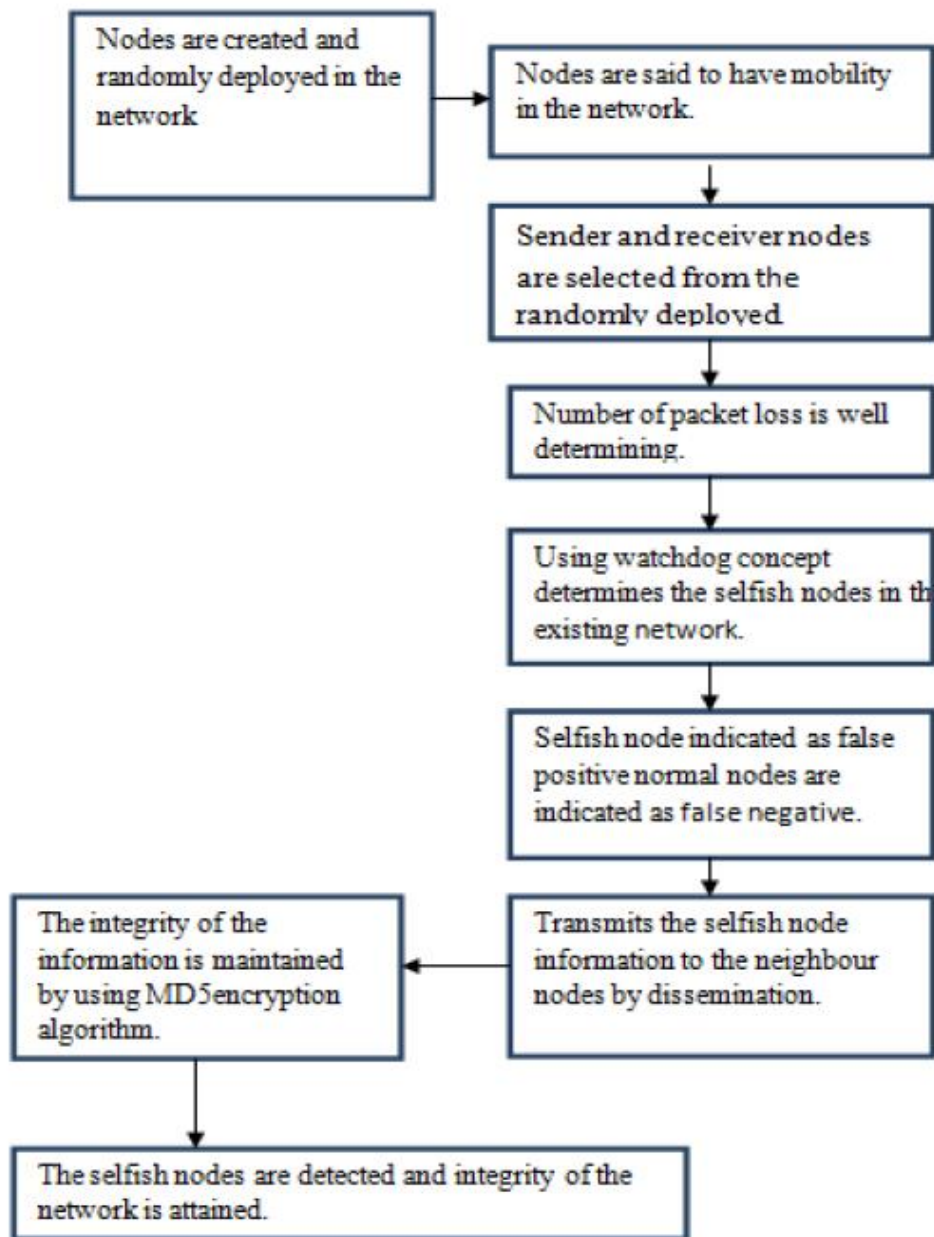 Nodes are created and
randomly deployed in the
network
Nodes are said to have mobility
in the network.
Sender and receiver nodes
are selected from the
randomly deployed
Number of packet loss is well
determining.
Using watchdog concept
determines the selfish nodes in th
existing network.
Selfish node indicated as false
positive normal nodes are
indicated as false negative.
Transmits the selfish node
information to the neighbour
nodes by dissemination.
The integrity of the
information is maintained
by using MD5encryption
algorithm.
The selfish nodes are detected and integrity of the
network is attained.